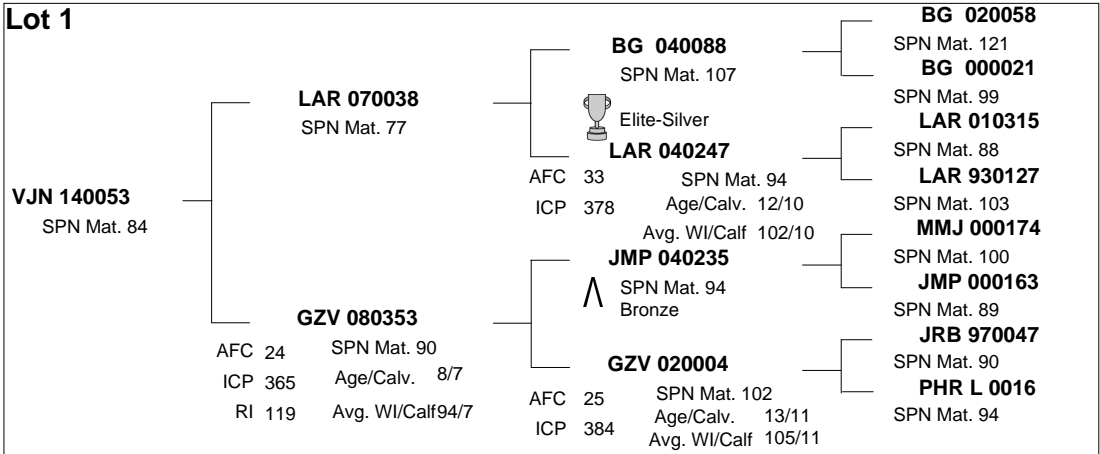 Lot 1
BG 020058
SPN Mat. 121
BG 040088
SPN Mat. 107
BG 000021
SPN Mat. 99
LAR 070038
SPN Mat. 77
Elite-Silver
LAR 010315
SPN Mat. 88
LAR 040247
AFC 33 SPN Mat. 94
ICP 378 Age/Calv. 12/10
Avg. WI/Calf 102/10
LAR 930127
SPN Mat. 103
VJN 140053
SPN Mat. 84
MMJ 000174
SPN Mat. 100
JMP 040235
SPN Mat. 94
Bronze
JMP 000163
SPN Mat. 89
GZV 080353
AFC 24 SPN Mat. 90
ICP 365 Age/Calv. 8/7
RI 119 Avg. WI/Calf 94/7
JRB 970047
SPN Mat. 90
GZV 020004
AFC 25 SPN Mat. 102
ICP 384 Age/Calv. 13/11
Avg. WI/Calf 105/11
PHR L 0016
SPN Mat. 94